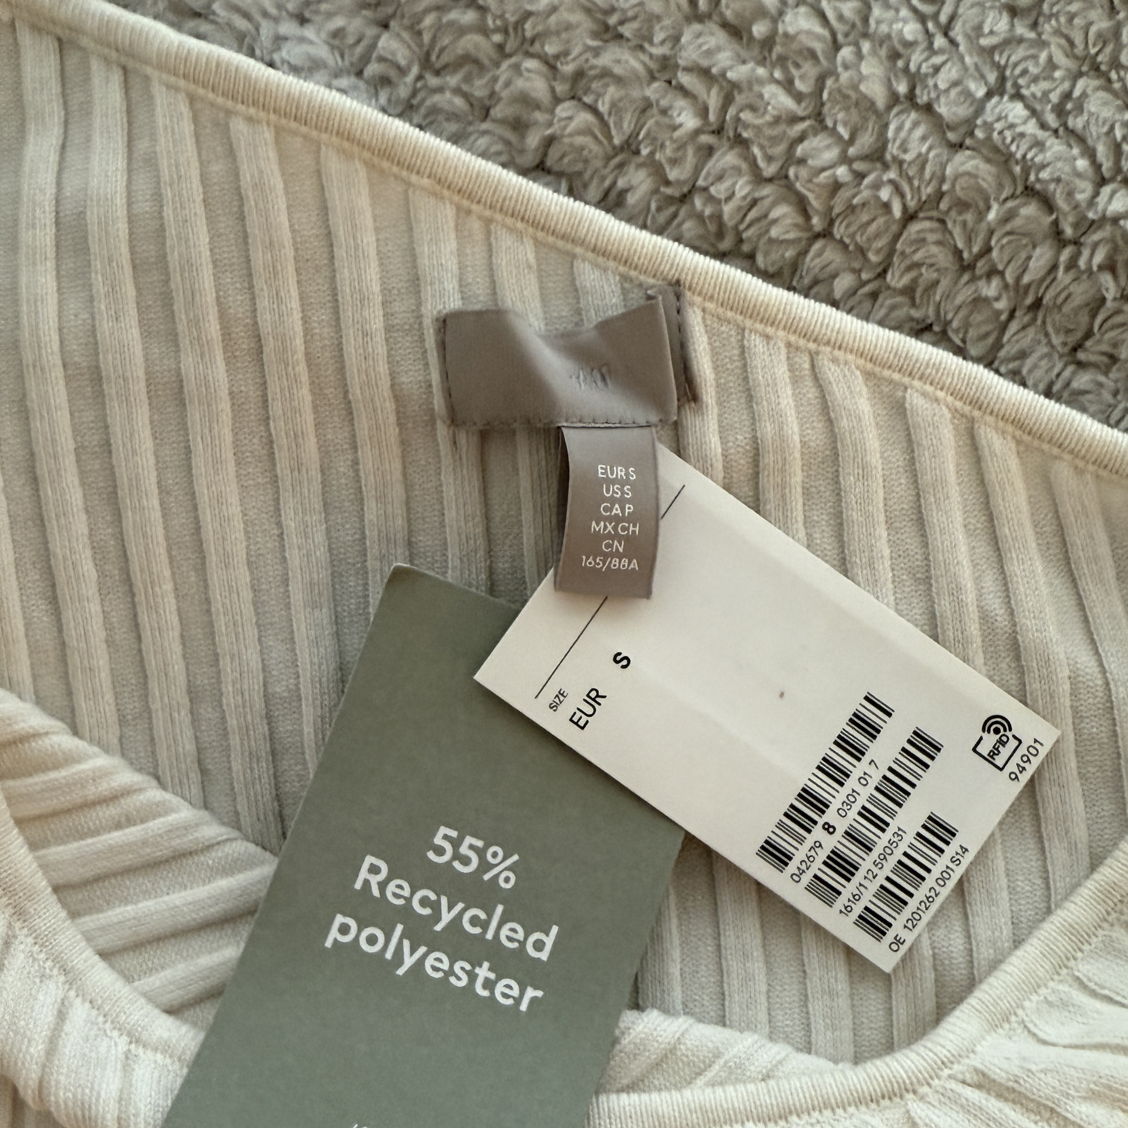 EUR S
US S
CA P
MX CH
CN
165/88A
SIZE
EUR S
042679 8 0301 01 7
1616/112 590531
OE 1201262 001 S14
RFID
94901
55%
Recycled
polyester